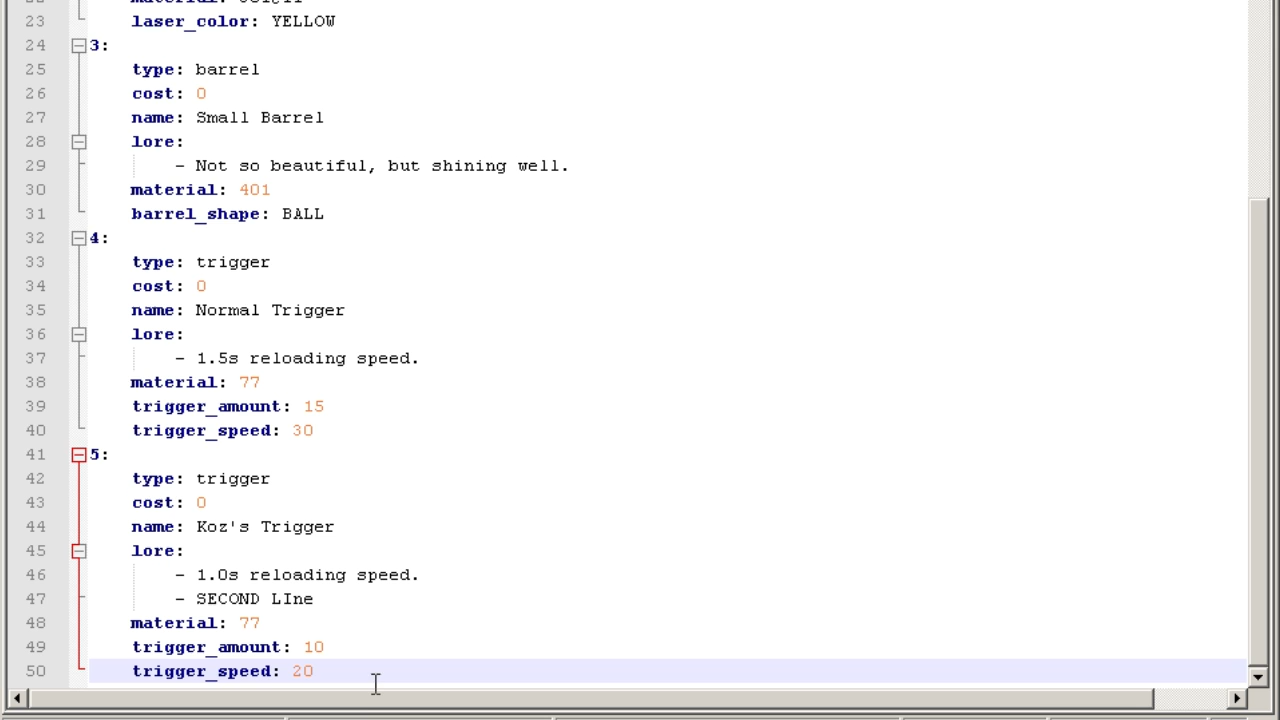 23 laser_color: YELLOW
24 3:
25 type: barrel
26 cost: 0
27 name: Small Barrel
28 lore:
29 - Not so beautiful, but shining well.
30 material: 401
31 barrel_shape: BALL
32 4:
33 type: trigger
34 cost: 0
35 name: Normal Trigger
36 lore:
37 - 1.5s reloading speed.
38 material: 77
39 trigger_amount: 15
40 trigger_speed: 30
41 5:
42 type: trigger
43 cost: 0
44 name: Koz's Trigger
45 lore:
46 - 1.0s reloading speed.
47 - SECOND LIne
48 material: 77
49 trigger_amount: 10
50 trigger_speed: 20